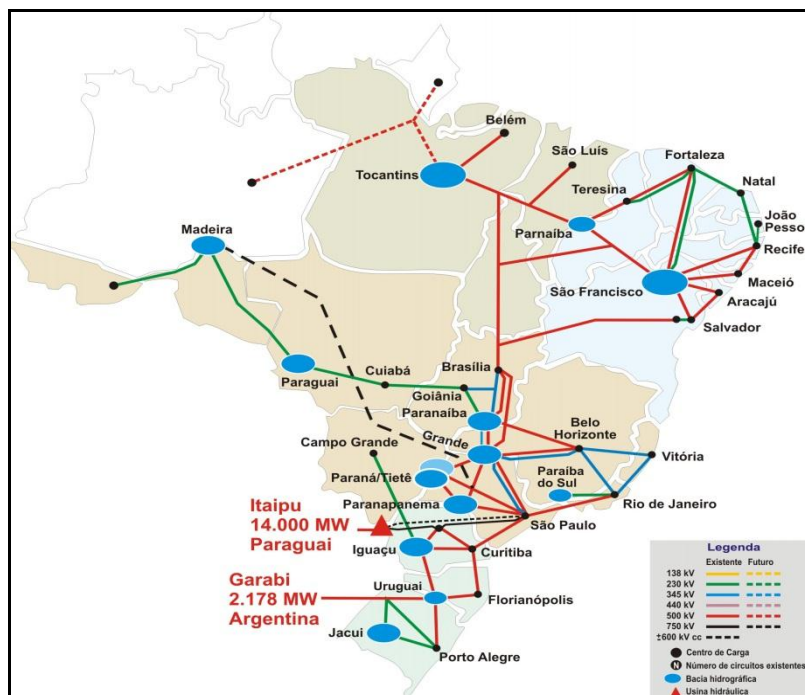 Belém
São Luís
Fortaleza
Tocantins
Teresina
Natal
João
Pesso
Parnaíba
Recife
Madeira
Maceió
São Francisco
Aracajú
Salvador
Brasília
Cuiabá
Paraguai
Goiânia
Paranaíba
Belo
Horizonte
Campo Grande
Grande
Vitória
Paraná/Tietê
Paraíba
do Sul
Paranapanema
Rio de Janeiro
São Paulo
Itaipu
14.000 MW
Paraguai
Iguaçu
Curitiba
Garabi
2.178 MW
Argentina
Uruguai
Florianópolis
Jacui
Porto Alegre
Legenda
Existente Futuro
138 kV
230 kV
345 kV
440 kV
500 kV
750 kV
±600 kV cc
Centro de Carga
N Número de circuitos existentes
Bacia hidrográfica
Usina hidráulica